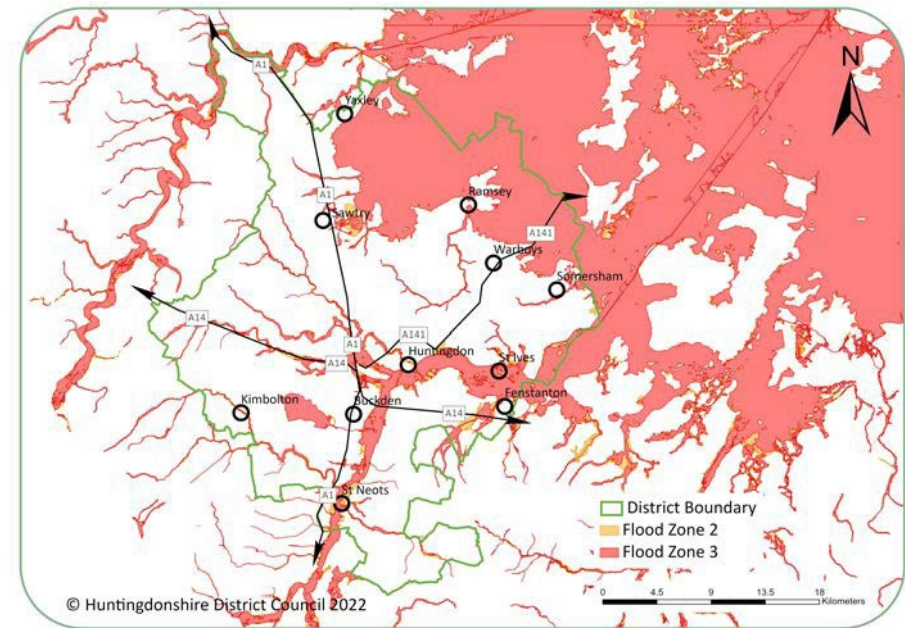 A1
N
Yaxley
A1
Ramsey
Sawtry
A141
Warboys
Somersham
A14
A141
A1
Huntingdon
A14
St Ives
Kimbolton
Buckden
Fenstanton
A14
A1
St Neots
District Boundary
Flood Zone 2
Flood Zone 3
© Huntingdonshire District Council 2022
0 4.5 9 13.5 18
Kilometers